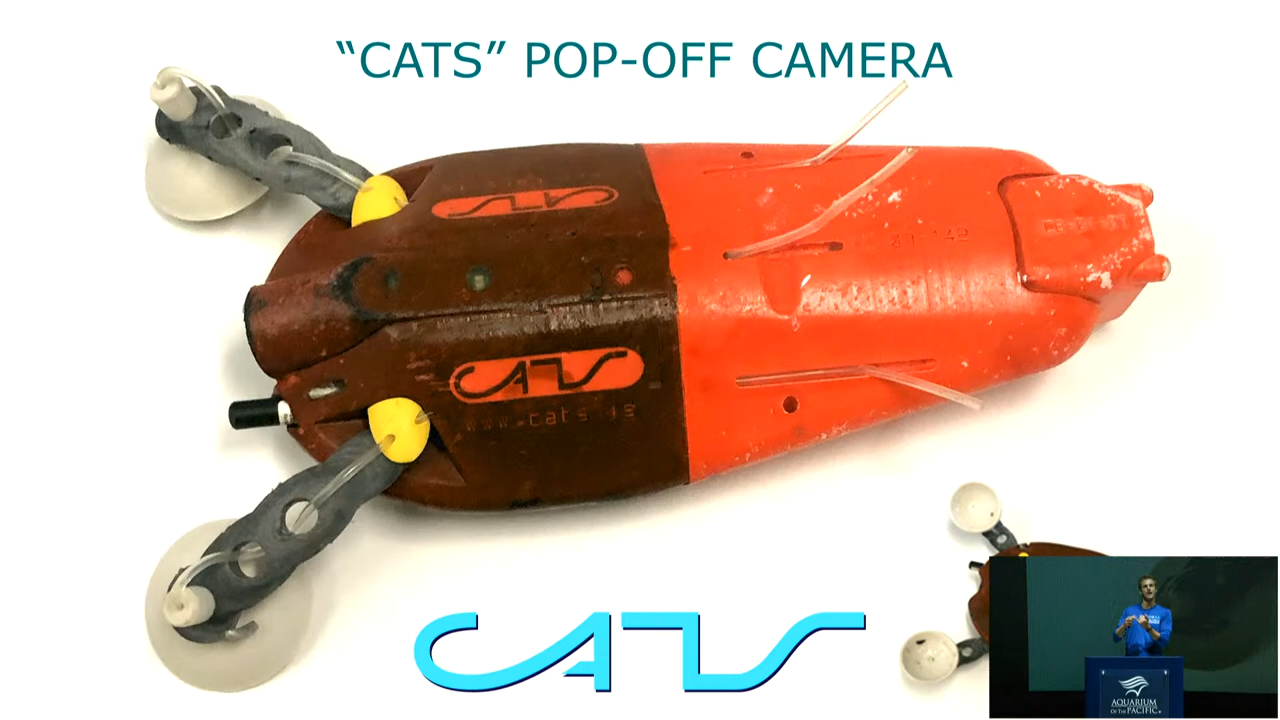 “CATS” POP-OFF CAMERA
CATS
CATS
www.cats.is
CATS
AQUARIUM
OF THE PACIFIC